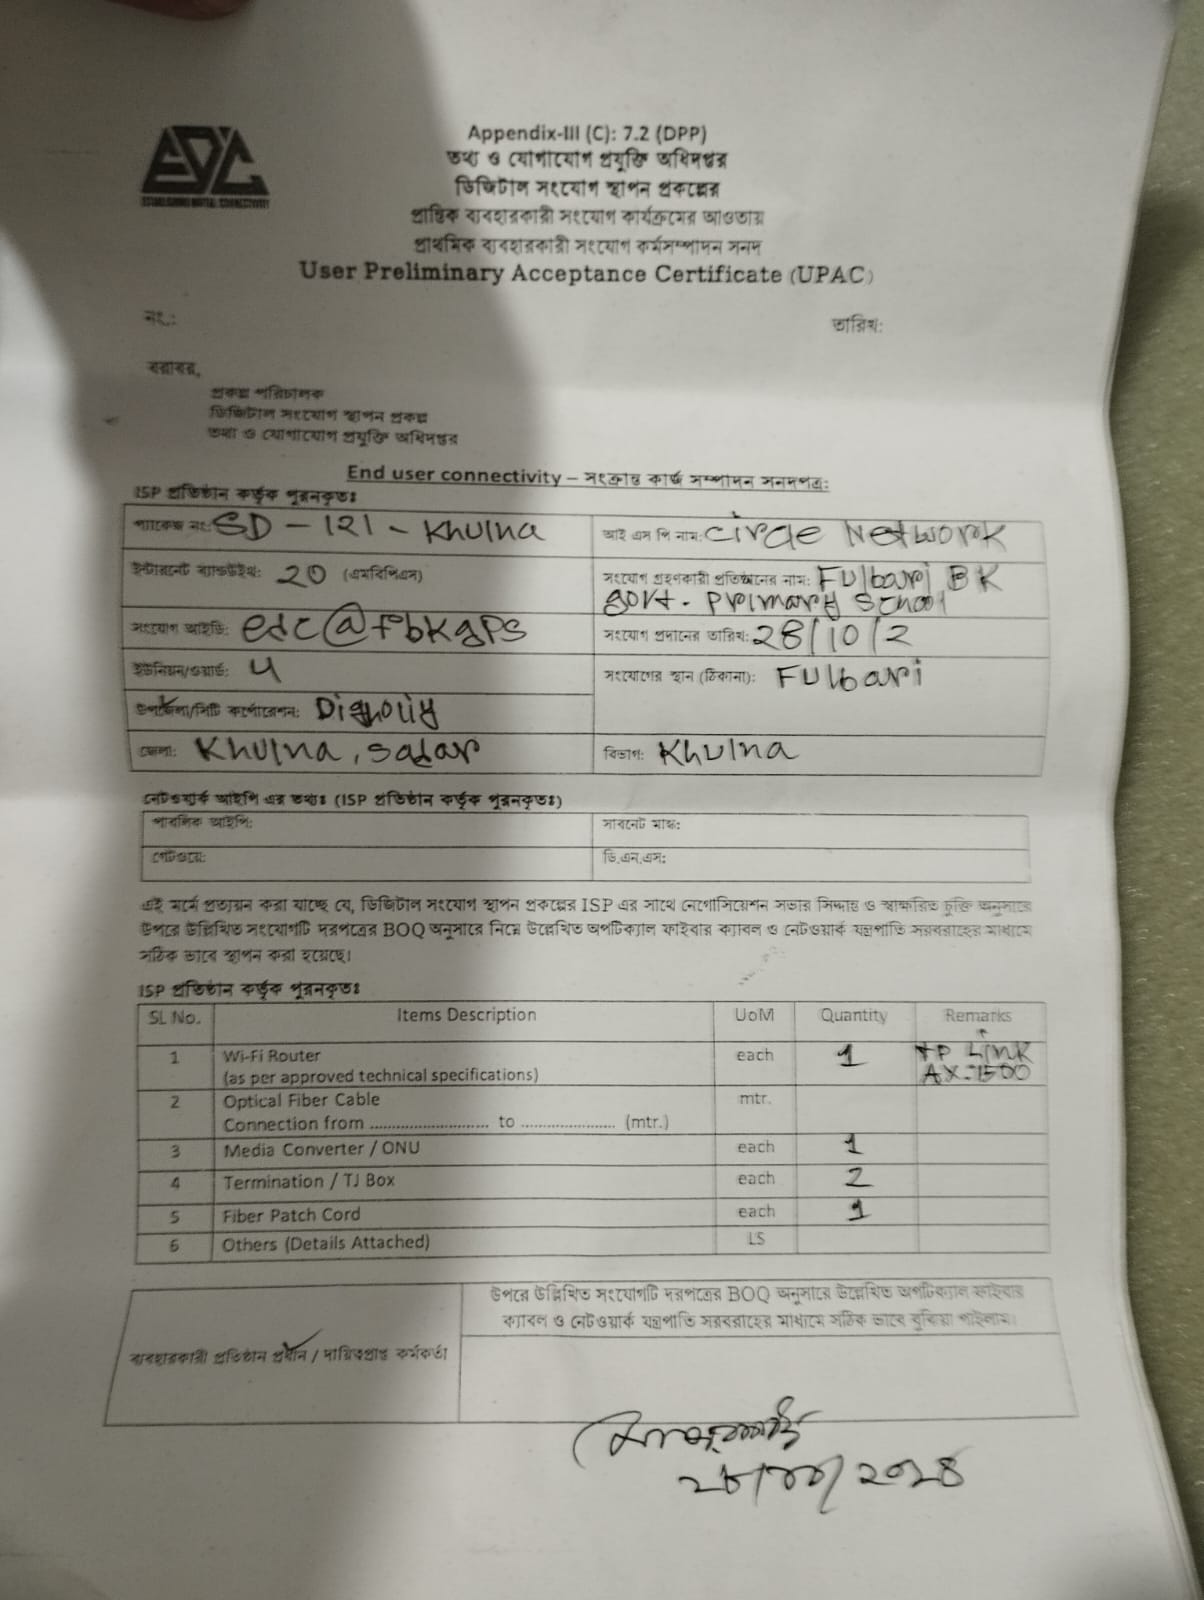 EDC
ESTABLISHING DIGITAL CONNECTIVITY
Appendix-III (C): 7.2 (DPP)
তথ্য ও যোগাযোগ প্রযুক্তি অধিদপ্তর
ডিজিটাল সংযোগ স্থাপন প্রকল্পের
প্রান্তিক ব্যবহারকারী সংযোগ কার্যক্রমের আওতায়
প্রাথমিক ব্যবহারকারী সংযোগ কর্মসম্পাদন সনদ
User Preliminary Acceptance Certificate (UPAC)
নং:
তারিখ:
বরাবর,
প্রকল্প পরিচালক
ডিজিটাল সংযোগ স্থাপন প্রকল্প
তথ্য ও যোগাযোগ প্রযুক্তি অধিদপ্তর
End user connectivity – সংক্রান্ত কার্জ সম্পাদন সনদপত্র:
ISP প্রতিষ্ঠান কর্তৃক পূরনকৃতঃ
প্যাকেজ নং: SD - 121 - Khulna
আই এস পি নাম: circle Network
ইন্টারনেট ব্যান্ডউইথ: 20 (এমবিপিএস)
সংযোগ গ্রহণকারী প্রতিষ্ঠানের নাম: Fulbari BK
govt. Primary School
সংযোগ আইডি: edc@fbkgps
সংযোগ প্রদানের তারিখ: 28/10/2
ইউনিয়ন/ওয়ার্ড: 4
সংযোগের স্থান (ঠিকানা): Fulbari
উপজেলা/সিটি কর্পোরেশন:
জেলা: Khulna, sadar
বিভাগ: Khulna
নেটওয়ার্ক আইপি এর তথ্যঃ (ISP প্রতিষ্ঠান কর্তৃক পূরনকৃতঃ)
পাবলিক আইপি:
সাবনেট মাস্ক:
গেটওয়ে:
ডি.এন.এস:
এই মর্মে প্রত্যয়ন করা যাচ্ছে যে, ডিজিটাল সংযোগ স্থাপন প্রকল্পের ISP এর সাথে নেগোসিয়েশন সভার সিদ্ধান্ত ও স্বাক্ষরিত চুক্তি অনুসারে
উপরে উল্লিখিত সংযোগটি দরপত্রের BOQ অনুসারে নিম্নে উল্লেখিত অপটিক্যাল ফাইবার ক্যাবল ও নেটওয়ার্ক যন্ত্রপাতি সরবরাহের মাধ্যমে
সঠিক ভাবে স্থাপন করা হয়েছে।
ISP প্রতিষ্ঠান কর্তৃক পূরনকৃতঃ
SL No. Items Description UoM Quantity Remarks
1 Wi-Fi Router each 1 TP Link
(as per approved technical specifications) AX-1500
2 Optical Fiber Cable mtr.
Connection from ............................ to ...................... (mtr.)
3 Media Converter / ONU each 1
4 Termination / TJ Box each 2
5 Fiber Patch Cord each 1
6 Others (Details Attached) LS
উপরে উল্লিখিত সংযোগটি দরপত্রের BOQ অনুসারে উল্লেখিত অপটিক্যাল ফাইবার
ক্যাবল ও নেটওয়ার্ক যন্ত্রপাতি সরবরাহের মাধ্যমে সঠিক ভাবে বুঝিয়া পাইলাম।
ব্যবহারকারী প্রতিষ্ঠান প্রধান / দায়িত্বপ্রাপ্ত কর্মকর্তা